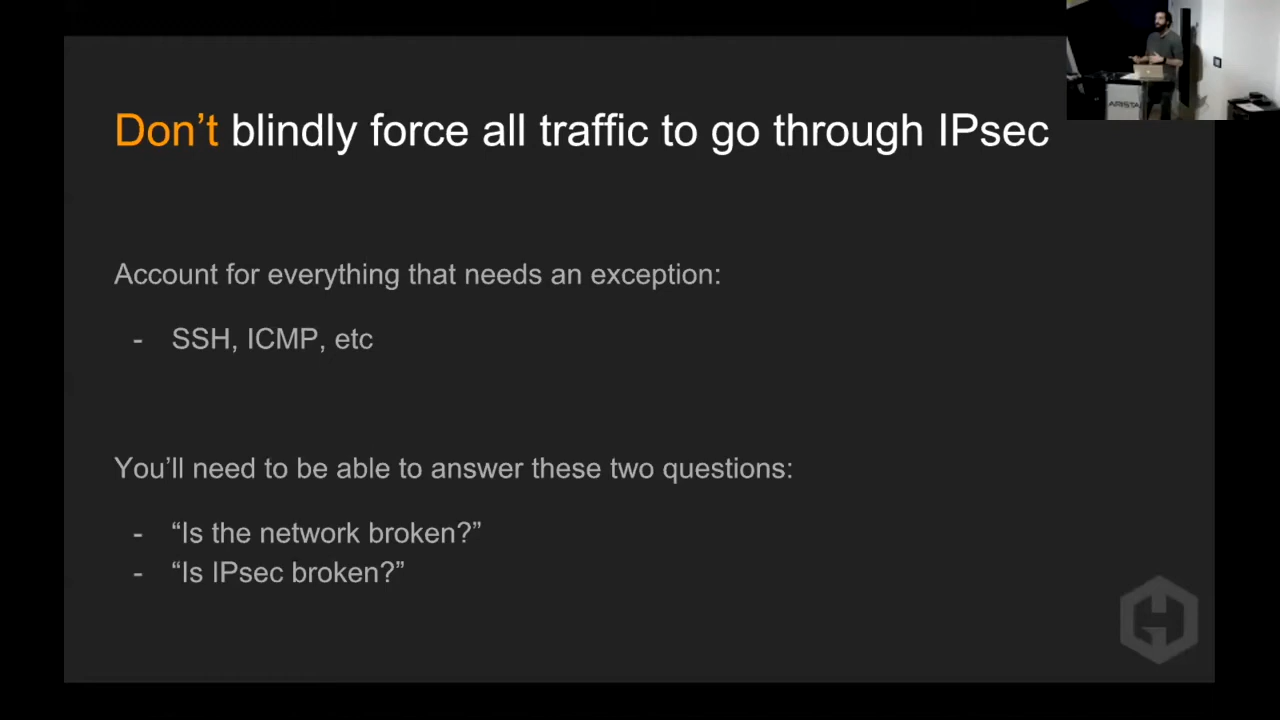 Don’t blindly force all traffic to go through IPsec
Account for everything that needs an exception:
- SSH, ICMP, etc
You’ll need to be able to answer these two questions:
- “Is the network broken?”
- “Is IPsec broken?”
ARISTA